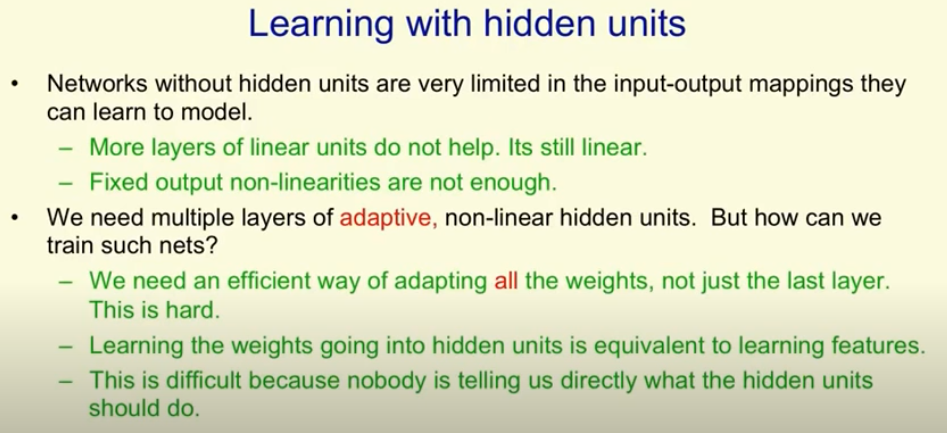 Learning with hidden units
• Networks without hidden units are very limited in the input-output mappings they
can learn to model.
– More layers of linear units do not help. Its still linear.
– Fixed output non-linearities are not enough.
• We need multiple layers of adaptive, non-linear hidden units. But how can we
train such nets?
– We need an efficient way of adapting all the weights, not just the last layer.
This is hard.
– Learning the weights going into hidden units is equivalent to learning features.
– This is difficult because nobody is telling us directly what the hidden units
should do.